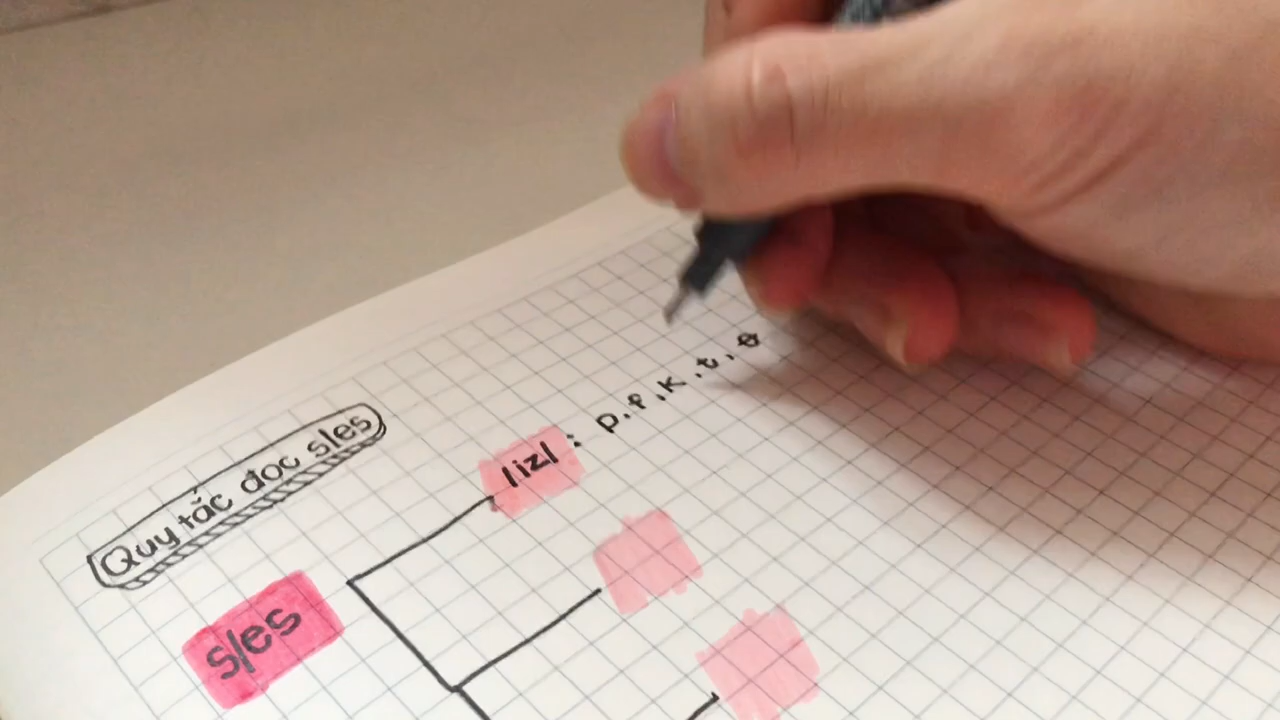 Quy tắc đọc s/es
/iz/ : p, f, k, t, θ
s/es